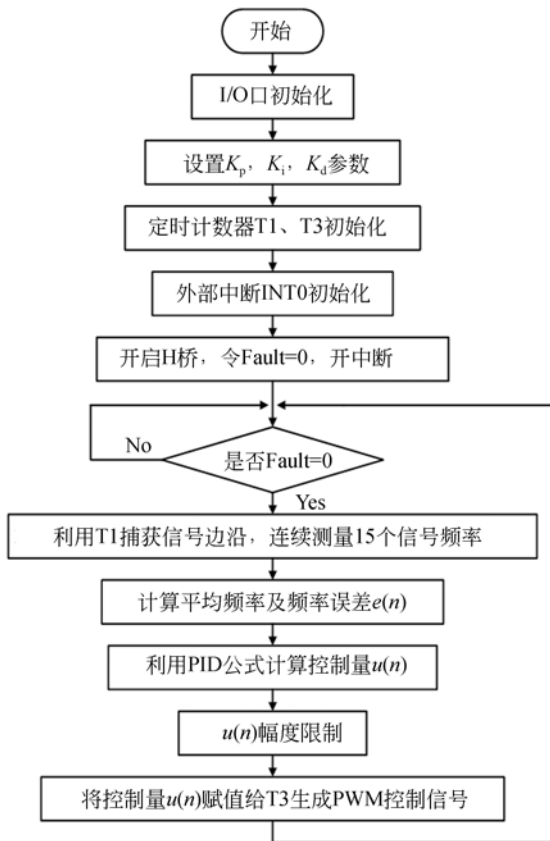 开始
I/O口初始化
设置Kp，Ki，Kd参数
定时计数器T1、T3初始化
外部中断INT0初始化
开启H桥，令Fault=0，开中断
No
是否Fault=0
Yes
利用T1捕获信号边沿，连续测量15个信号频率
计算平均频率及频率误差e(n)
利用PID公式计算控制量u(n)
u(n)幅度限制
将控制量u(n)赋值给T3生成PWM控制信号